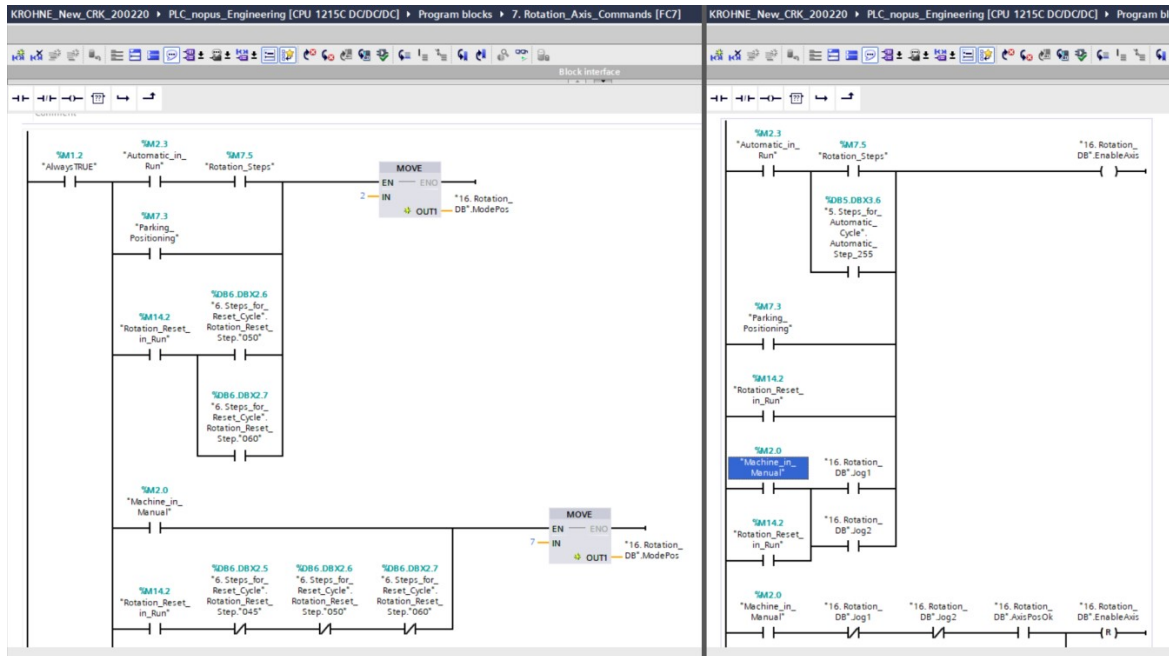 KROHNE_New_CRK_200220 ▸ PLC_nopus_Engineering [CPU 1215C DC/DC/DC] ▸ Program blocks ▸ 7. Rotation_Axis_Commands [FC7]
Block interface
%M1.2
"AlwaysTRUE"
%M2.3
"Automatic_in_
Run"
%M7.5
"Rotation_Steps"
MOVE
EN
ENO
2
IN
OUT1
"16. Rotation_
DB".ModePos
%M7.3
"Parking_
Positioning"
%M14.2
"Rotation_Reset_
in_Run"
%DB6.DBX2.6
"6. Steps_for_
Reset_Cycle".
Rotation_Reset_
Step."050"
%DB6.DBX2.7
"6. Steps_for_
Reset_Cycle".
Rotation_Reset_
Step."060"
%M2.0
"Machine_in_
Manual"
MOVE
EN
ENO
7
IN
OUT1
"16. Rotation_
DB".ModePos
%M14.2
"Rotation_Reset_
in_Run"
%DB6.DBX2.5
"6. Steps_for_
Reset_Cycle".
Rotation_Reset_
Step."045"
%DB6.DBX2.6
"6. Steps_for_
Reset_Cycle".
Rotation_Reset_
Step."050"
%DB6.DBX2.7
"6. Steps_for_
Reset_Cycle".
Rotation_Reset_
Step."060"
KROHNE_New_CRK_200220 ▸ PLC_nopus_Engineering [CPU 1215C DC/DC/DC] ▸ Program bl
%M2.3
"Automatic_in_
Run"
%M7.5
"Rotation_Steps"
"16. Rotation_
DB".EnableAxis
%DB5.DBX3.6
"5. Steps_for_
Automatic_
Cycle".
Automatic_
Step_255
%M7.3
"Parking_
Positioning"
%M14.2
"Rotation_Reset_
in_Run"
%M2.0
"Machine_in_
Manual"
"16. Rotation_
DB".Jog1
%M14.2
"Rotation_Reset_
in_Run"
"16. Rotation_
DB".Jog2
%M2.0
"Machine_in_
Manual"
"16. Rotation_
DB".Jog1
"16. Rotation_
DB".Jog2
"16. Rotation_
DB".AxisPosOk
"16. Rotation_
DB".EnableAxis
R